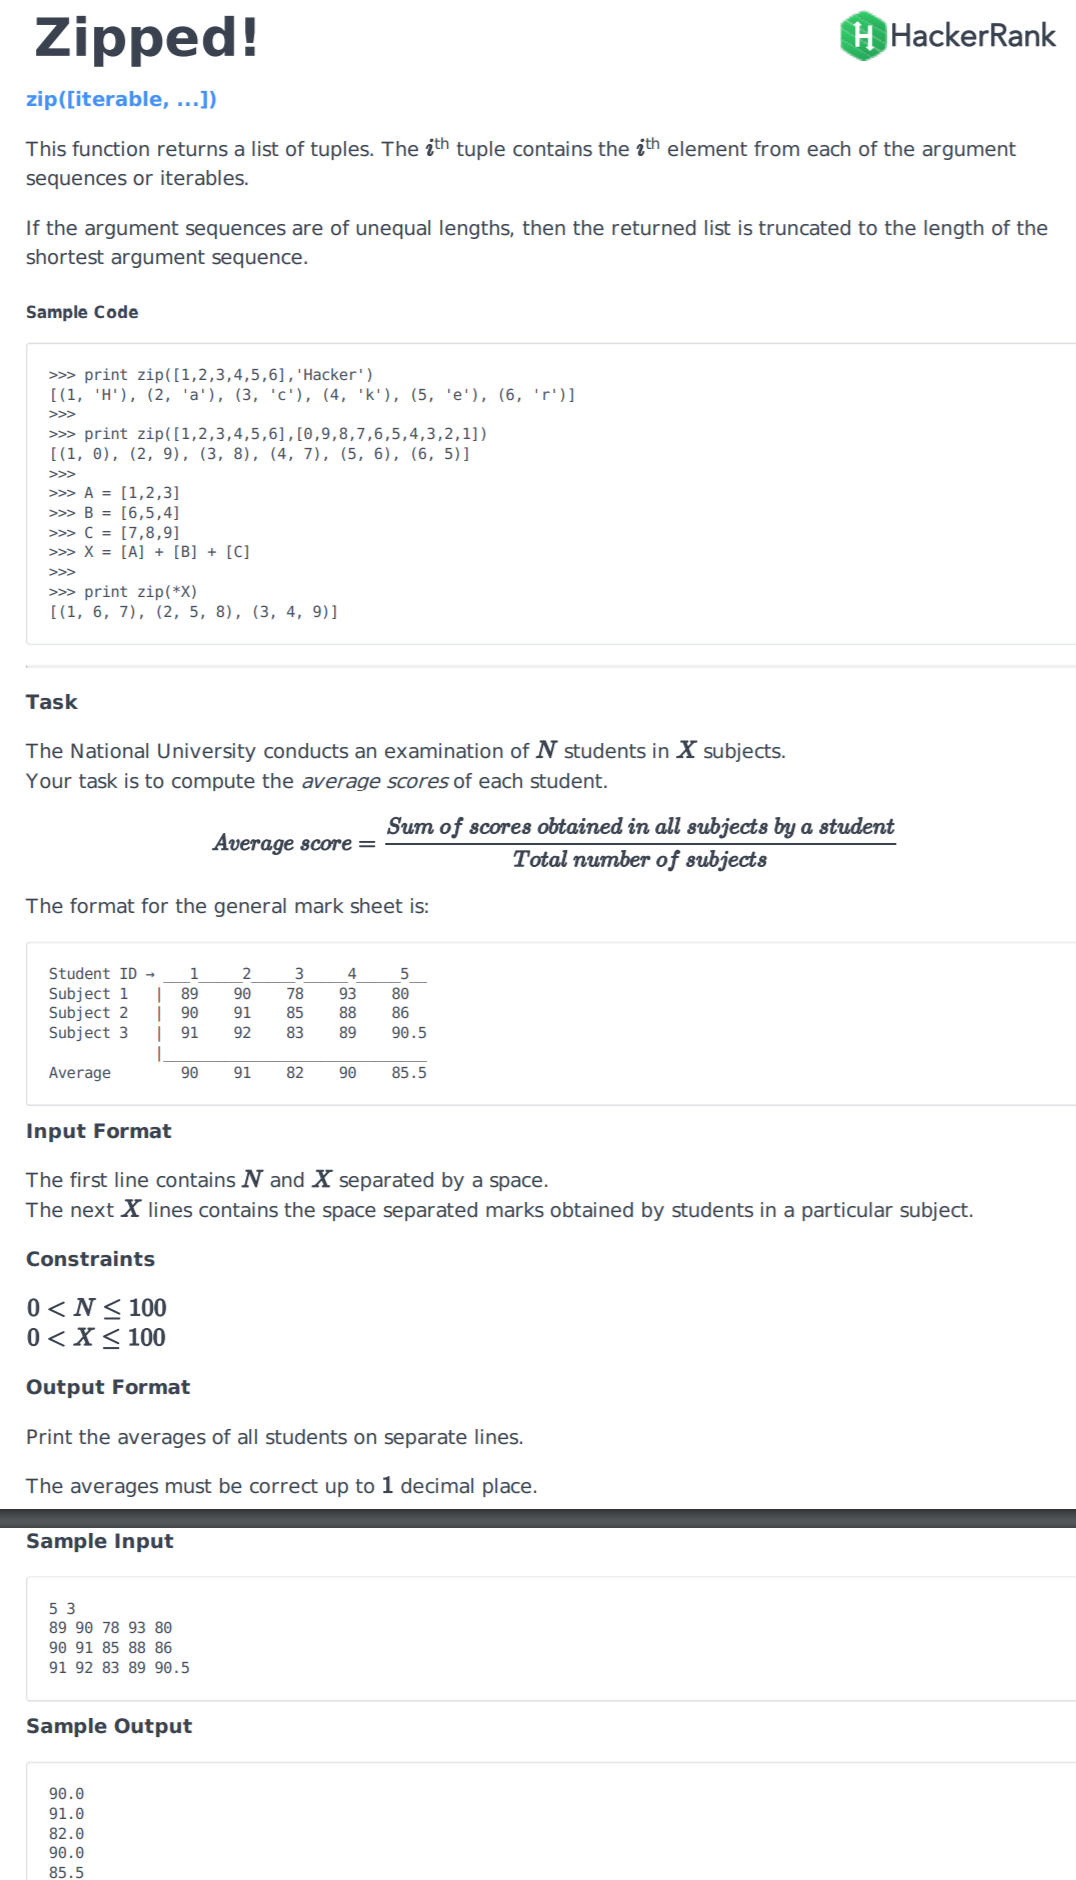 Zipped!
HackerRank
zip([iterable, ...])
This function returns a list of tuples. The iᵗʰ tuple contains the iᵗʰ element from each of the argument
sequences or iterables.
If the argument sequences are of unequal lengths, then the returned list is truncated to the length of the
shortest argument sequence.
Sample Code
>>> print zip([1,2,3,4,5,6],'Hacker')
[(1, 'H'), (2, 'a'), (3, 'c'), (4, 'k'), (5, 'e'), (6, 'r')]
>>>
>>> print zip([1,2,3,4,5,6],[0,9,8,7,6,5,4,3,2,1])
[(1, 0), (2, 9), (3, 8), (4, 7), (5, 6), (6, 5)]
>>>
>>> A = [1,2,3]
>>> B = [6,5,4]
>>> C = [7,8,9]
>>> X = [A] + [B] + [C]
>>>
>>> print zip(*X)
[(1, 6, 7), (2, 5, 8), (3, 4, 9)]
Task
The National University conducts an examination of N students in X subjects.
Your task is to compute the average scores of each student.
Average score = Sum of scores obtained in all subjects by a student
Total number of subjects
The format for the general mark sheet is:
Student ID → ___1_____2_____3_____4_____5__
Subject 1 | 89 90 78 93 80
Subject 2 | 90 91 85 88 86
Subject 3 | 91 92 83 89 90.5
|______________________________
Average 90 91 82 90 85.5
Input Format
The first line contains N and X separated by a space.
The next X lines contains the space separated marks obtained by students in a particular subject.
Constraints
0 < N ≤ 100
0 < X ≤ 100
Output Format
Print the averages of all students on separate lines.
The averages must be correct up to 1 decimal place.
Sample Input
5 3
89 90 78 93 80
90 91 85 88 86
91 92 83 89 90.5
Sample Output
90.0
91.0
82.0
90.0
85.5